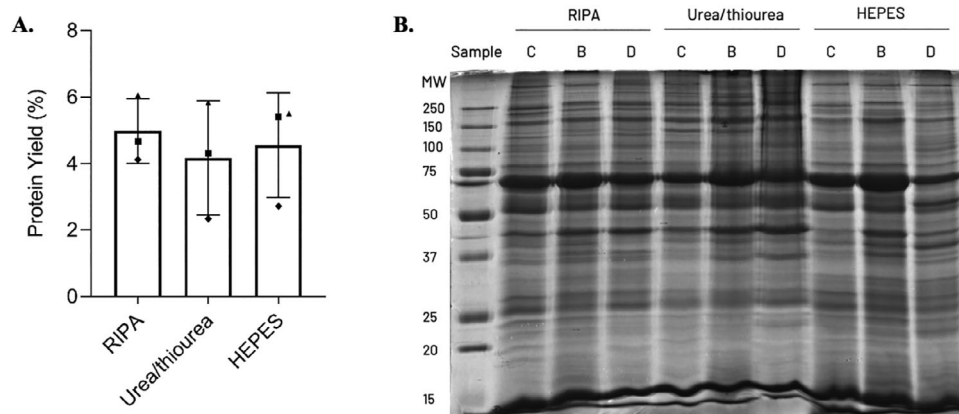 A.
Protein Yield (%)
8
6
4
2
0
RIPA
Urea/thiourea
HEPES
B.
RIPA
Urea/thiourea
HEPES
Sample C B D C B D C B D
MW
250
150
100
75
50
37
25
20
15